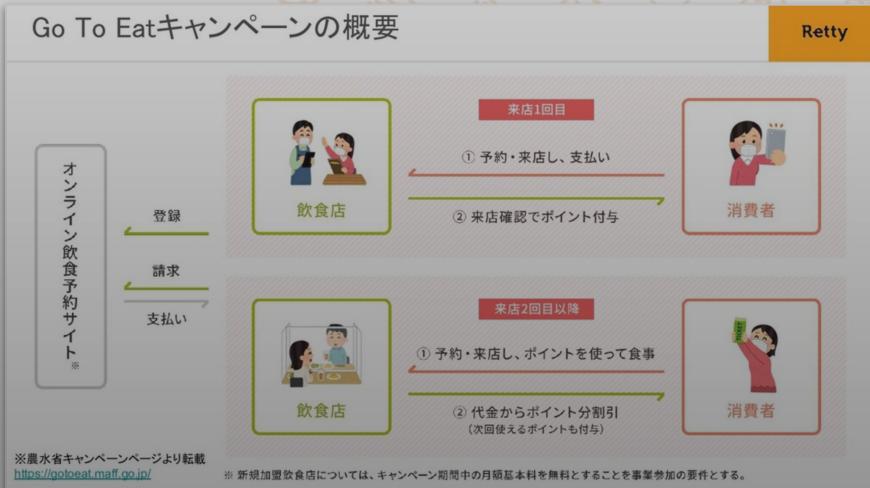 Go To Eatキャンペーンの概要
Retty
オンライン飲食予約サイト※
登録
請求
支払い
来店1回目
飲食店
① 予約・来店し、支払い
② 来店確認でポイント付与
消費者
来店2回目以降
飲食店
① 予約・来店し、ポイントを使って食事
② 代金からポイント分割引
(次回使えるポイントも付与)
TICKET
消費者
※農水省キャンペーンページより転載
https://gotoeat.maff.go.jp/
※ 新規加盟飲食店については、キャンペーン期間中の月額基本料を無料とすることを事業参加の要件とする。